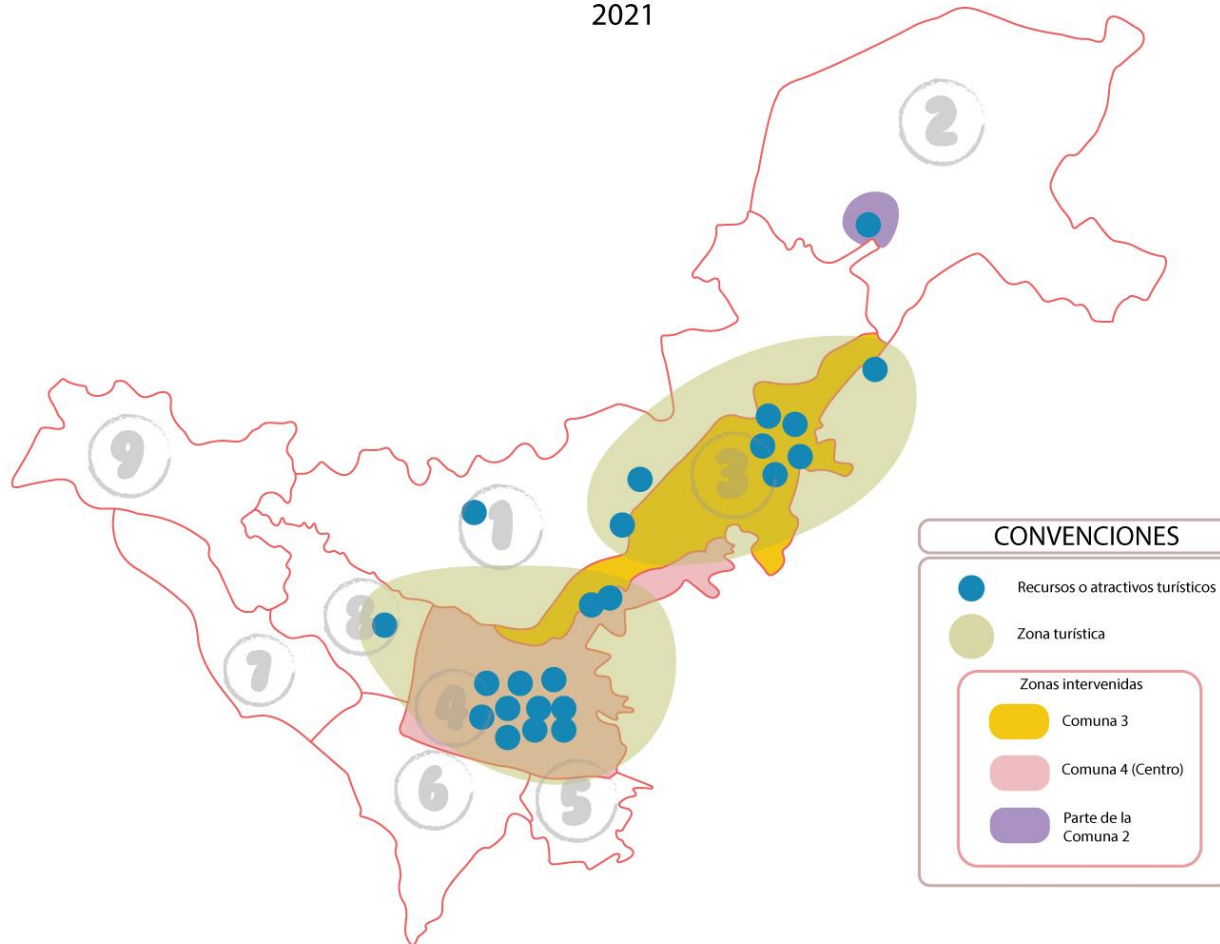 2021
2
9
3
1
8
7
4
6
5
CONVENCIONES
Recursos o atractivos turísticos
Zona turística
Zonas intervenidas
Comuna 3
Comuna 4 (Centro)
Parte de la
Comuna 2